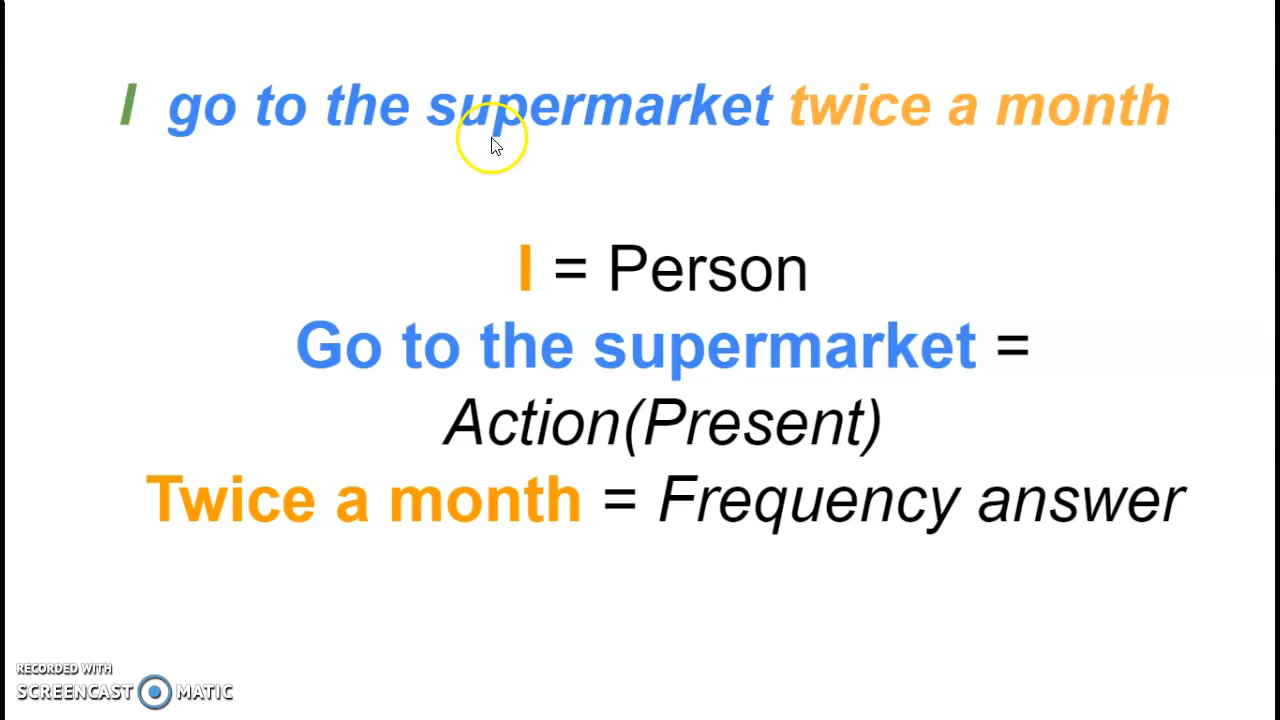 I go to the supermarket twice a month
I = Person
Go to the supermarket =
Action(Present)
Twice a month = Frequency answer
RECORDED WITH
SCREENCAST MATIC